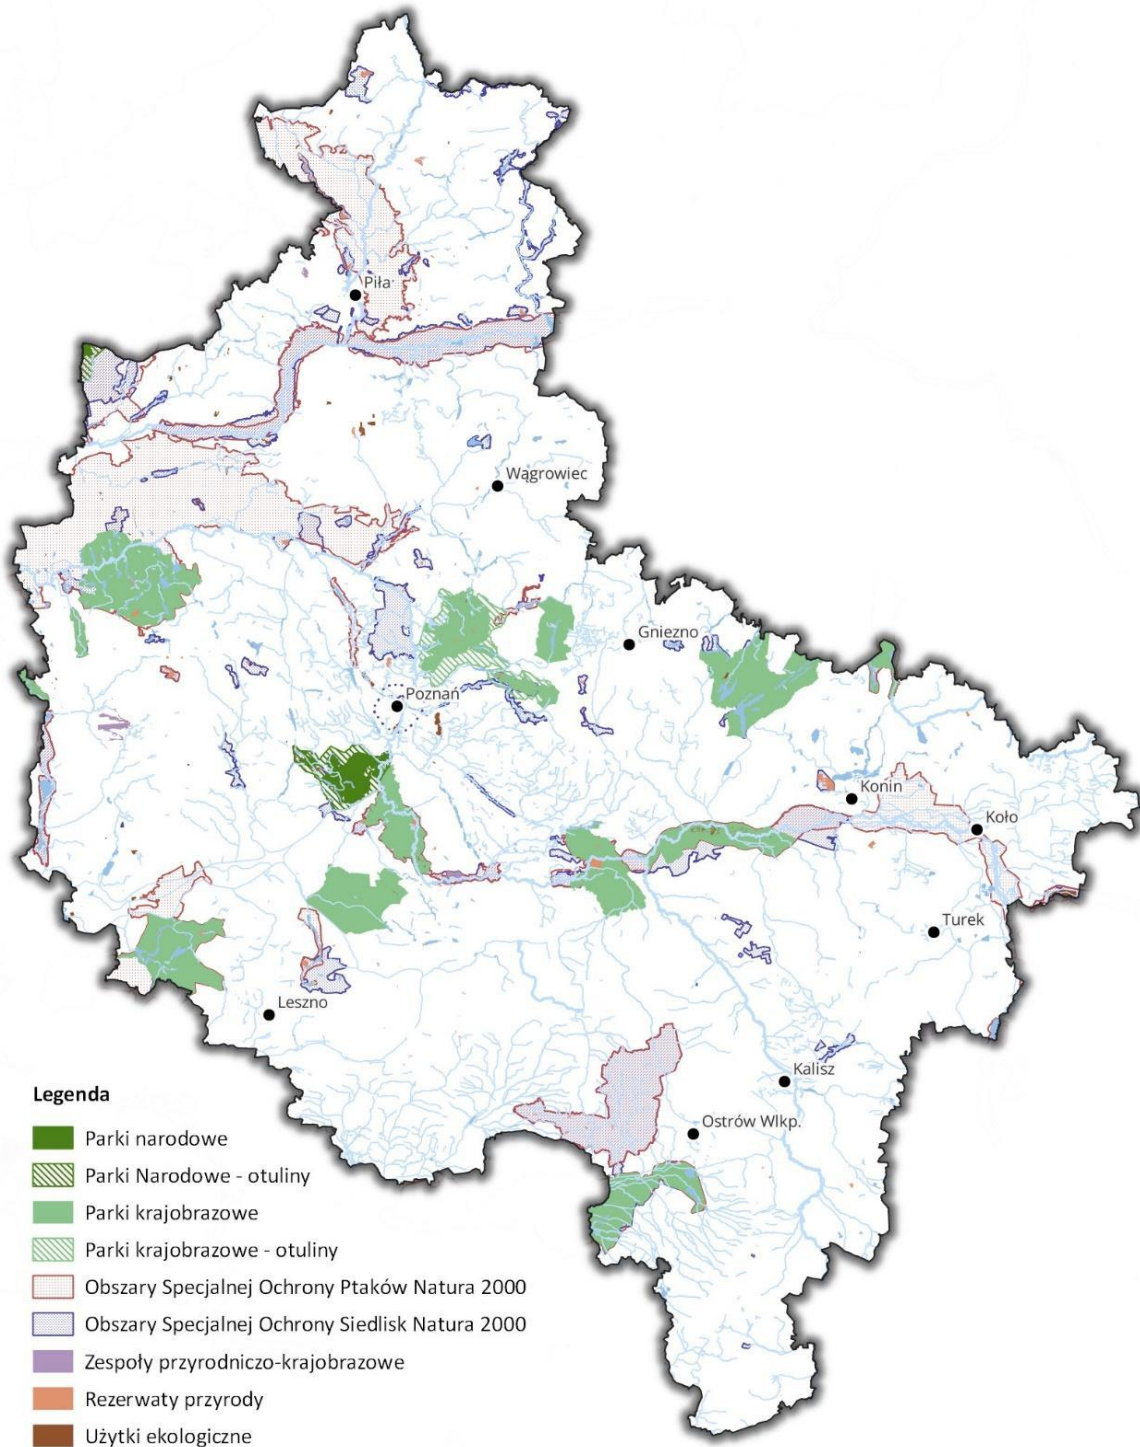 Piła
Wągrowiec
Gniezno
Poznań
Konin
Koło
Turek
Leszno
Kalisz
Ostrów Wlkp.
Legenda
Parki narodowe
Parki Narodowe - otuliny
Parki krajobrazowe
Parki krajobrazowe - otuliny
Obszary Specjalnej Ochrony Ptaków Natura 2000
Obszary Specjalnej Ochrony Siedlisk Natura 2000
Zespoły przyrodniczo-krajobrazowe
Rezerwaty przyrody
Użytki ekologiczne